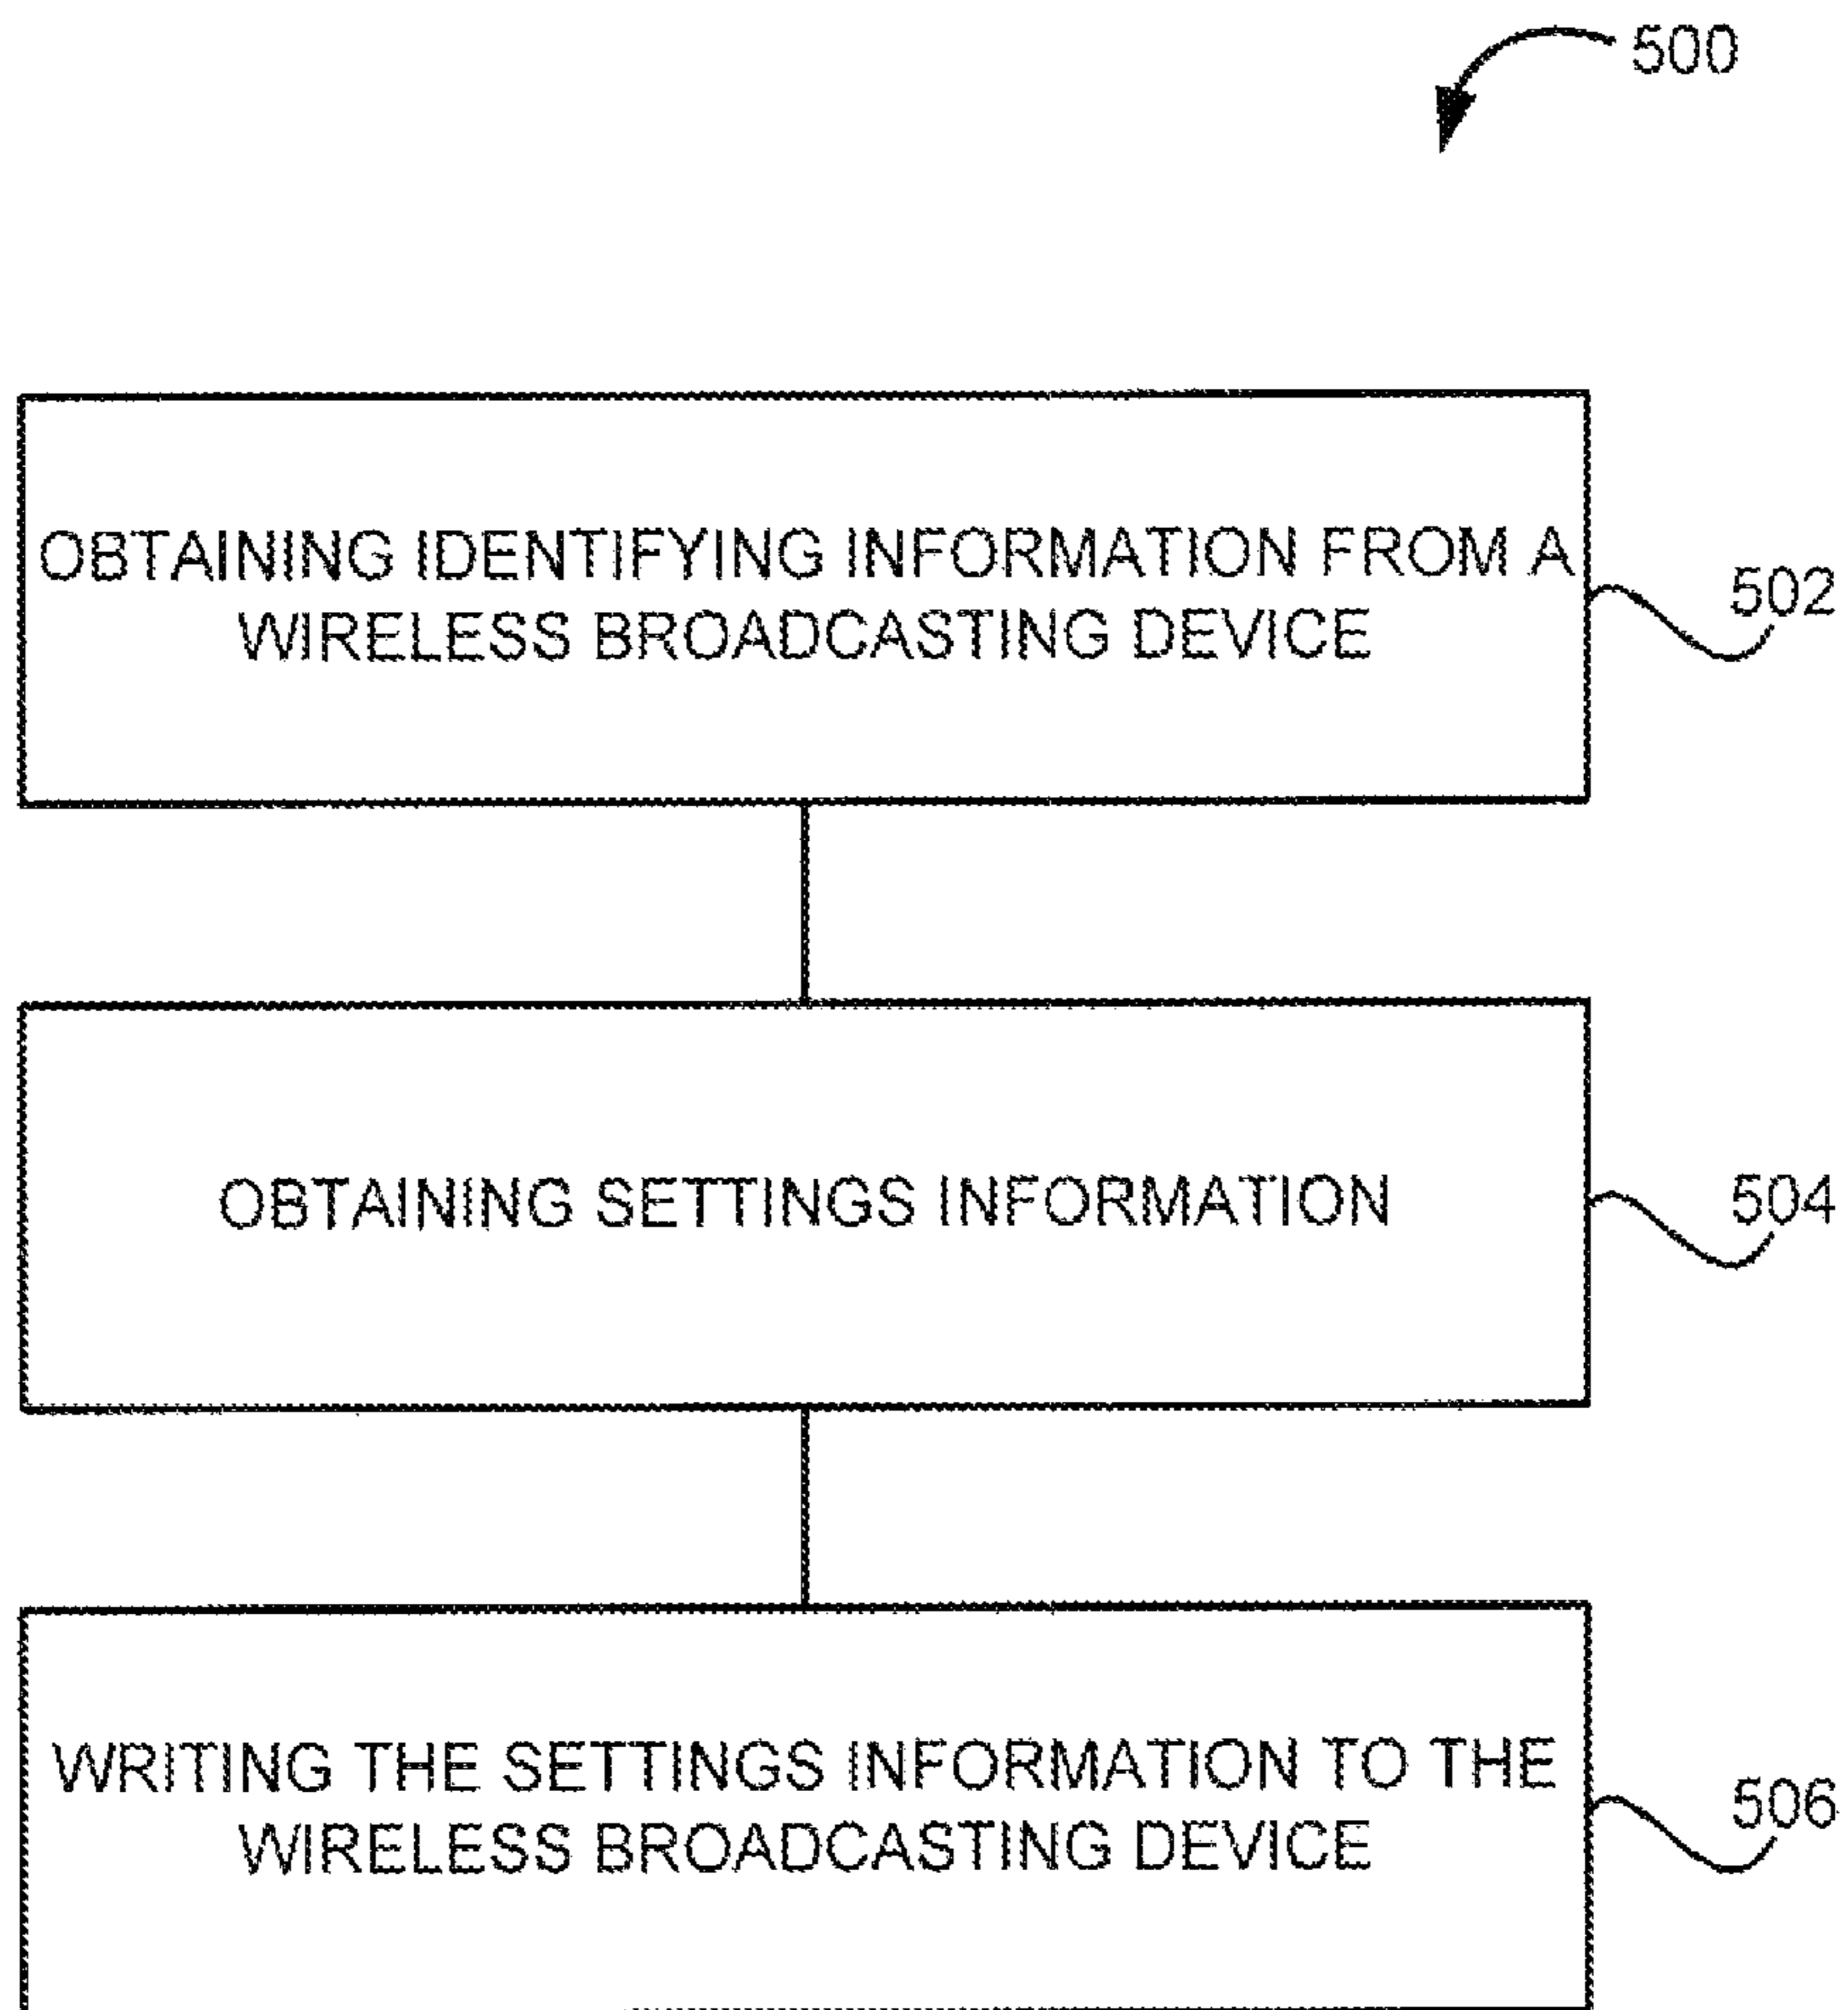 500
OBTAINING IDENTIFYING INFORMATION FROM A
WIRELESS BROADCASTING DEVICE
502
OBTAINING SETTINGS INFORMATION
504
WRITING THE SETTINGS INFORMATION TO THE
WIRELESS BROADCASTING DEVICE
506